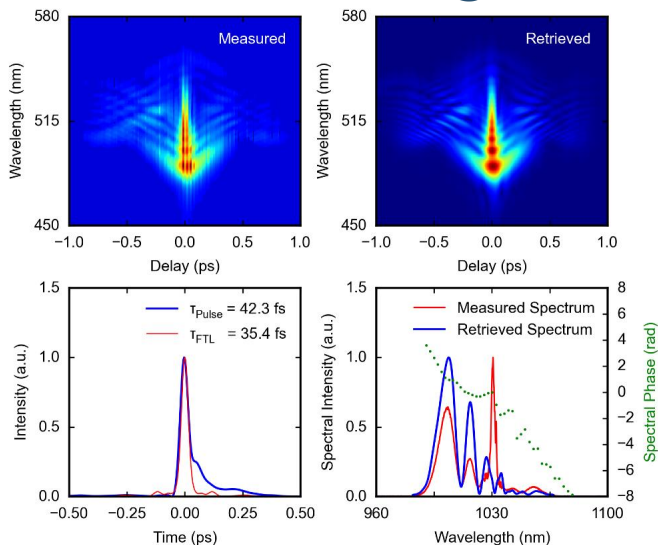 580
Measured
Wavelength (nm)
515
450
−1.0 −0.5 0.0 0.5 1.0
Delay (ps)
580
Retrieved
Wavelength (nm)
515
450
−1.0 −0.5 0.0 0.5 1.0
Delay (ps)
1.5
τPulse = 42.3 fs
τFTL = 35.4 fs
Intensity (a.u.)
1.0
0.5
0.0
−0.50 −0.25 0.00 0.25 0.50
Time (ps)
1.5
Measured Spectrum
Retrieved Spectrum
Spectral Intensity (a.u.)
1.0
0.5
0.0
960 1030 1100
Wavelength (nm)
8
6
4
2
0
−2
−4
−6
−8
Spectral Phase (rad)